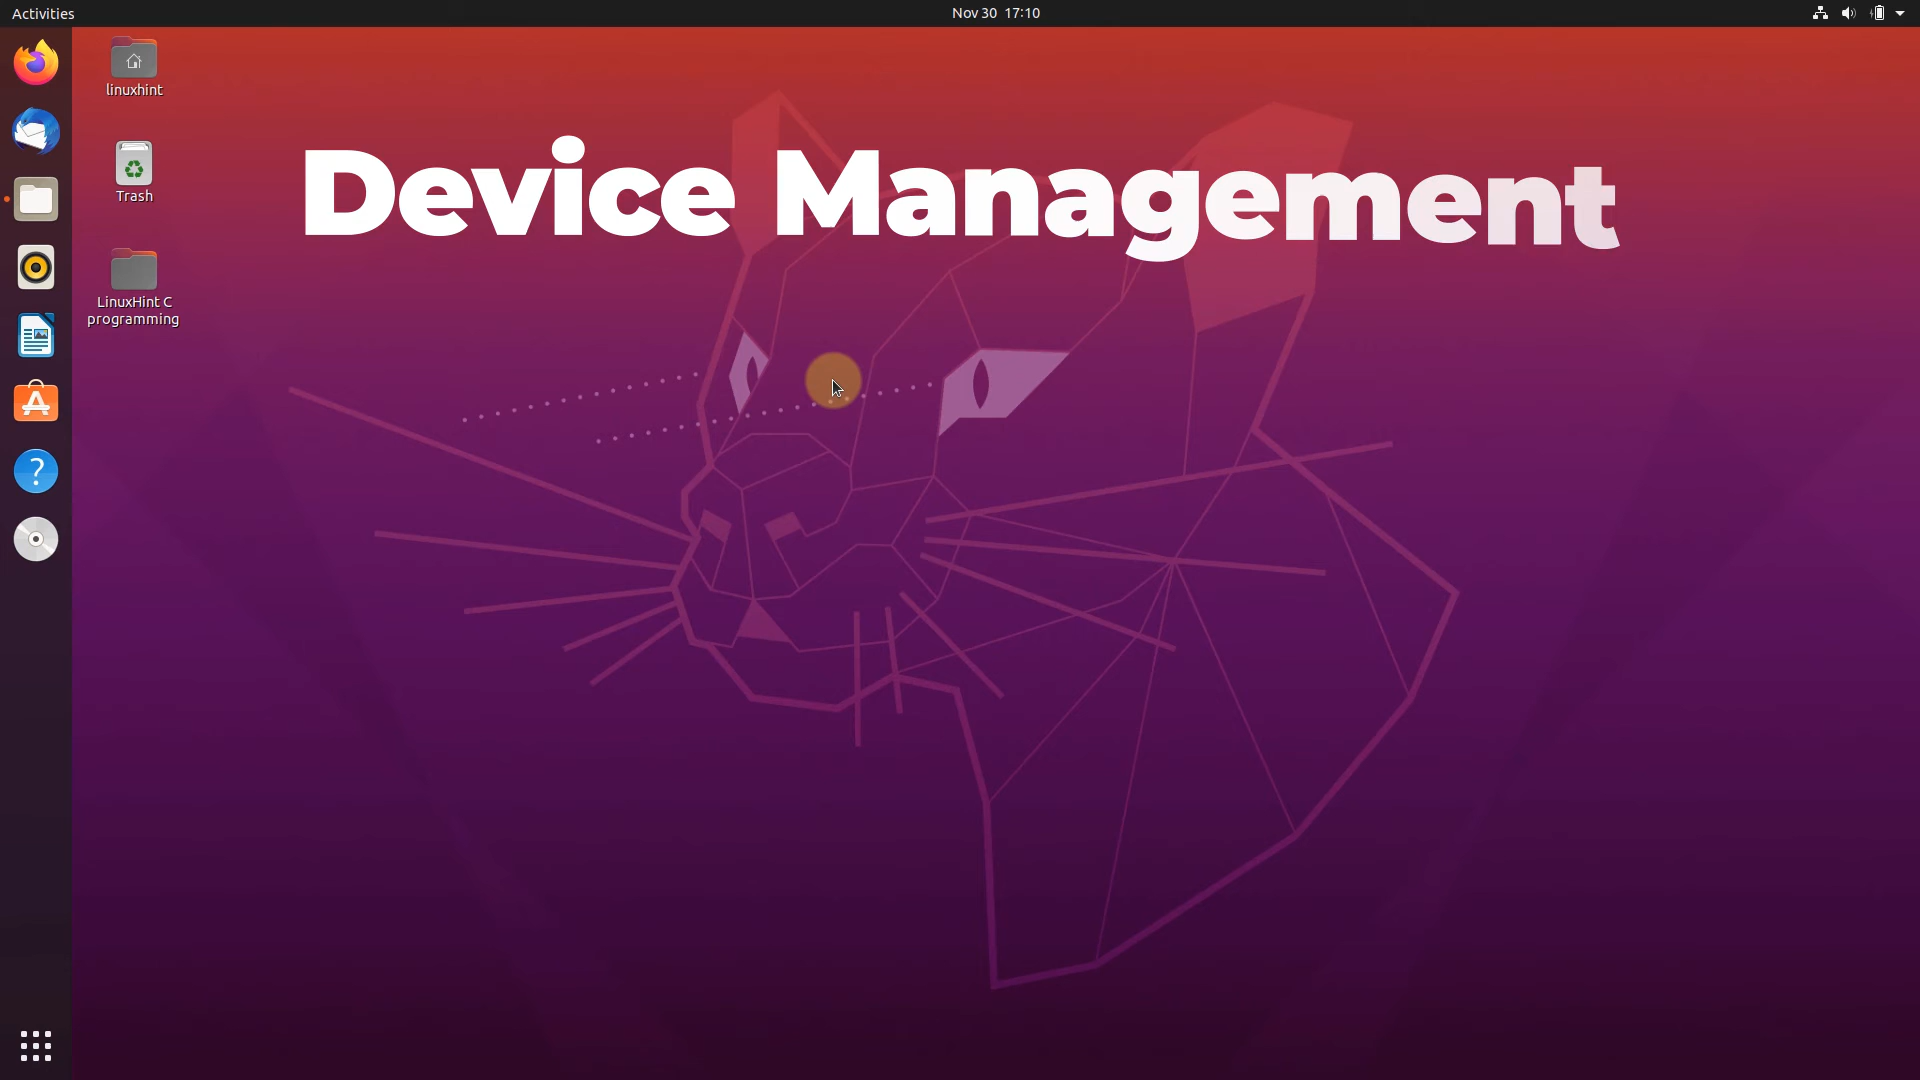 Activities
Nov 30 17:10
linuxhint
Trash
LinuxHint C
programming
Device Management
?